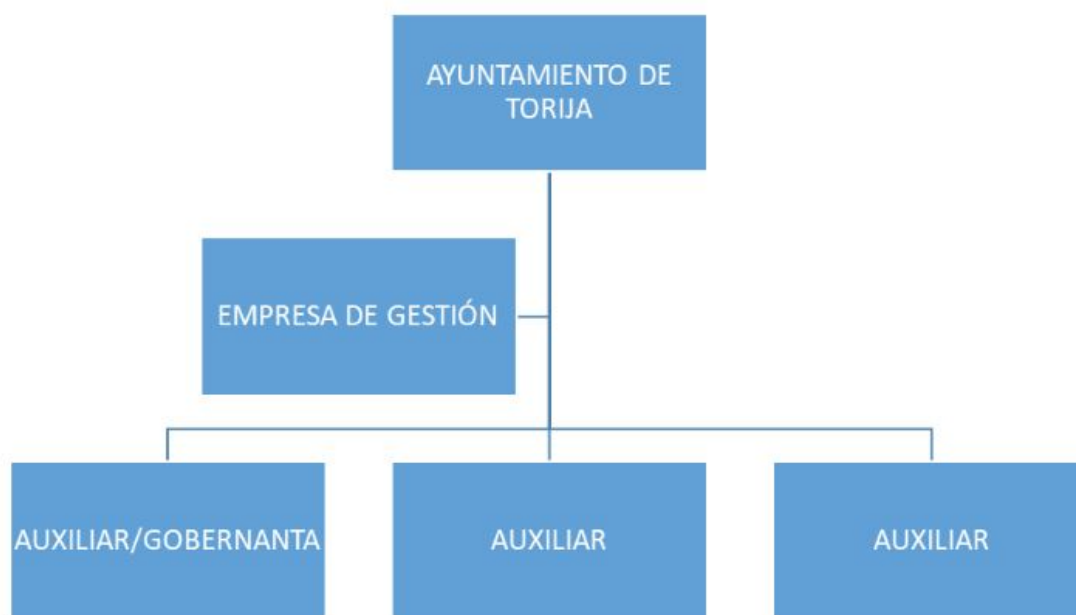 AYUNTAMIENTO DE
TORIJA
EMPRESA DE GESTIÓN
AUXILIAR/GOBERNANTA
AUXILIAR
AUXILIAR